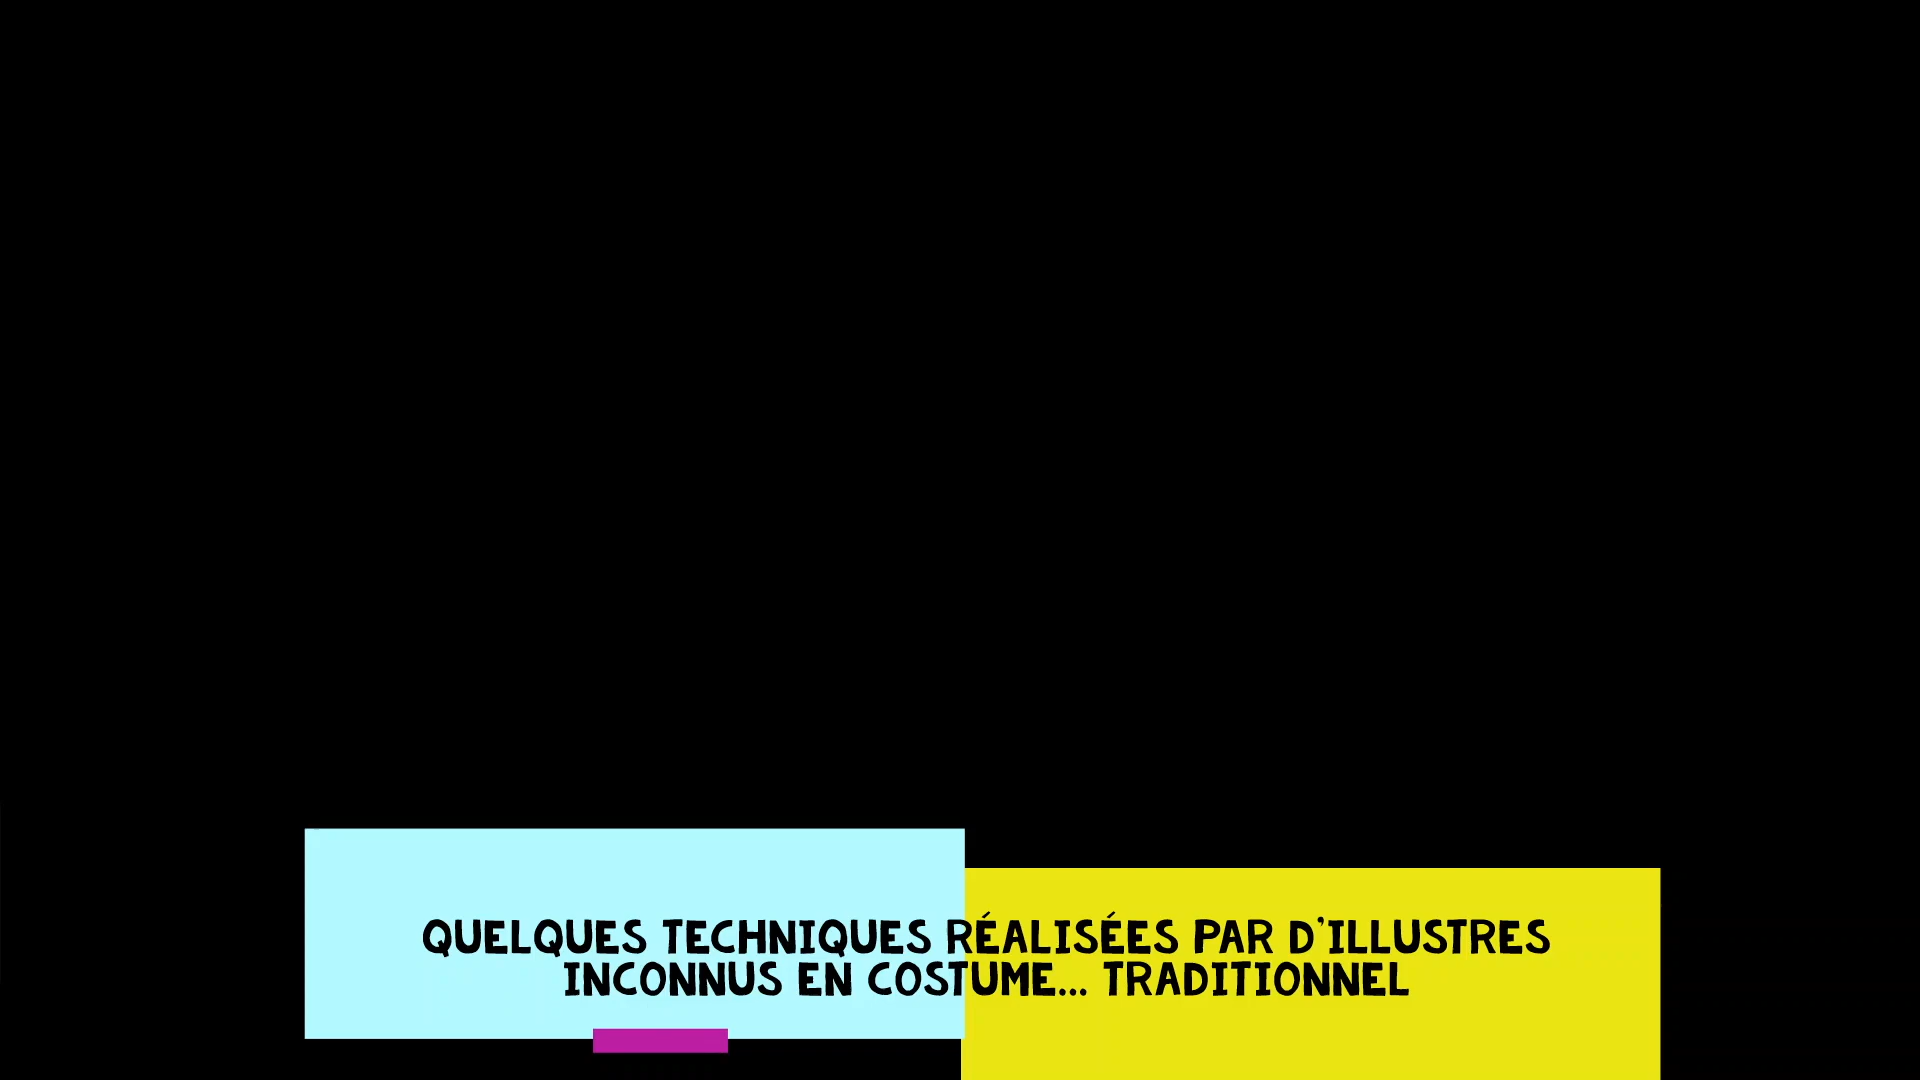 QUELQUES TECHNIQUES RÉALISÉES PAR D'ILLUSTRES
INCONNUS EN COSTUME... TRADITIONNEL